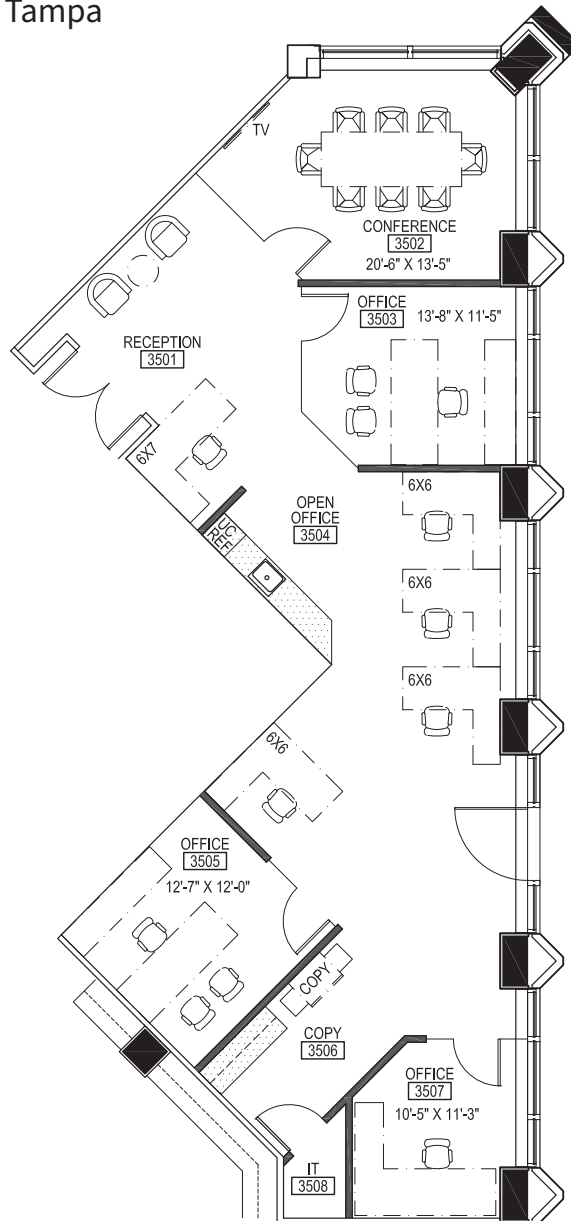 Tampa
TV
CONFERENCE
3502
20'-6" X 13'-5"
OFFICE
3503
13'-8" X 11'-5"
RECEPTION
3501
6X7
OPEN
OFFICE
3504
UC
REF
6X6
6X6
6X6
6X6
OFFICE
3505
12'-7" X 12'-0"
COPY
COPY
3506
OFFICE
3507
10'-5" X 11'-3"
IT
3508